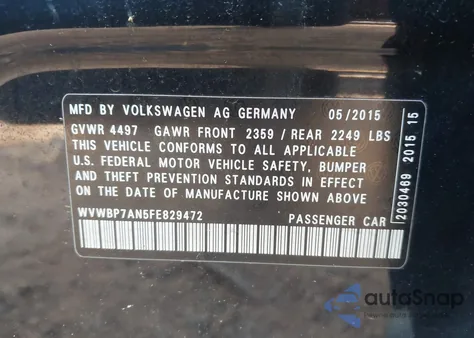 MFD BY VOLKSWAGEN AG GERMANY 05/2015
GVWR 4497 GAWR FRONT 2359 / REAR 2249 LBS
THIS VEHICLE CONFORMS TO ALL APPLICABLE
U.S. FEDERAL MOTOR VEHICLE SAFETY, BUMPER
AND THEFT PREVENTION STANDARDS IN EFFECT
ON THE DATE OF MANUFACTURE SHOWN ABOVE
WVWBP7AN5FE829472 PASSENGER CAR
2030469 2015 15
autoSnap